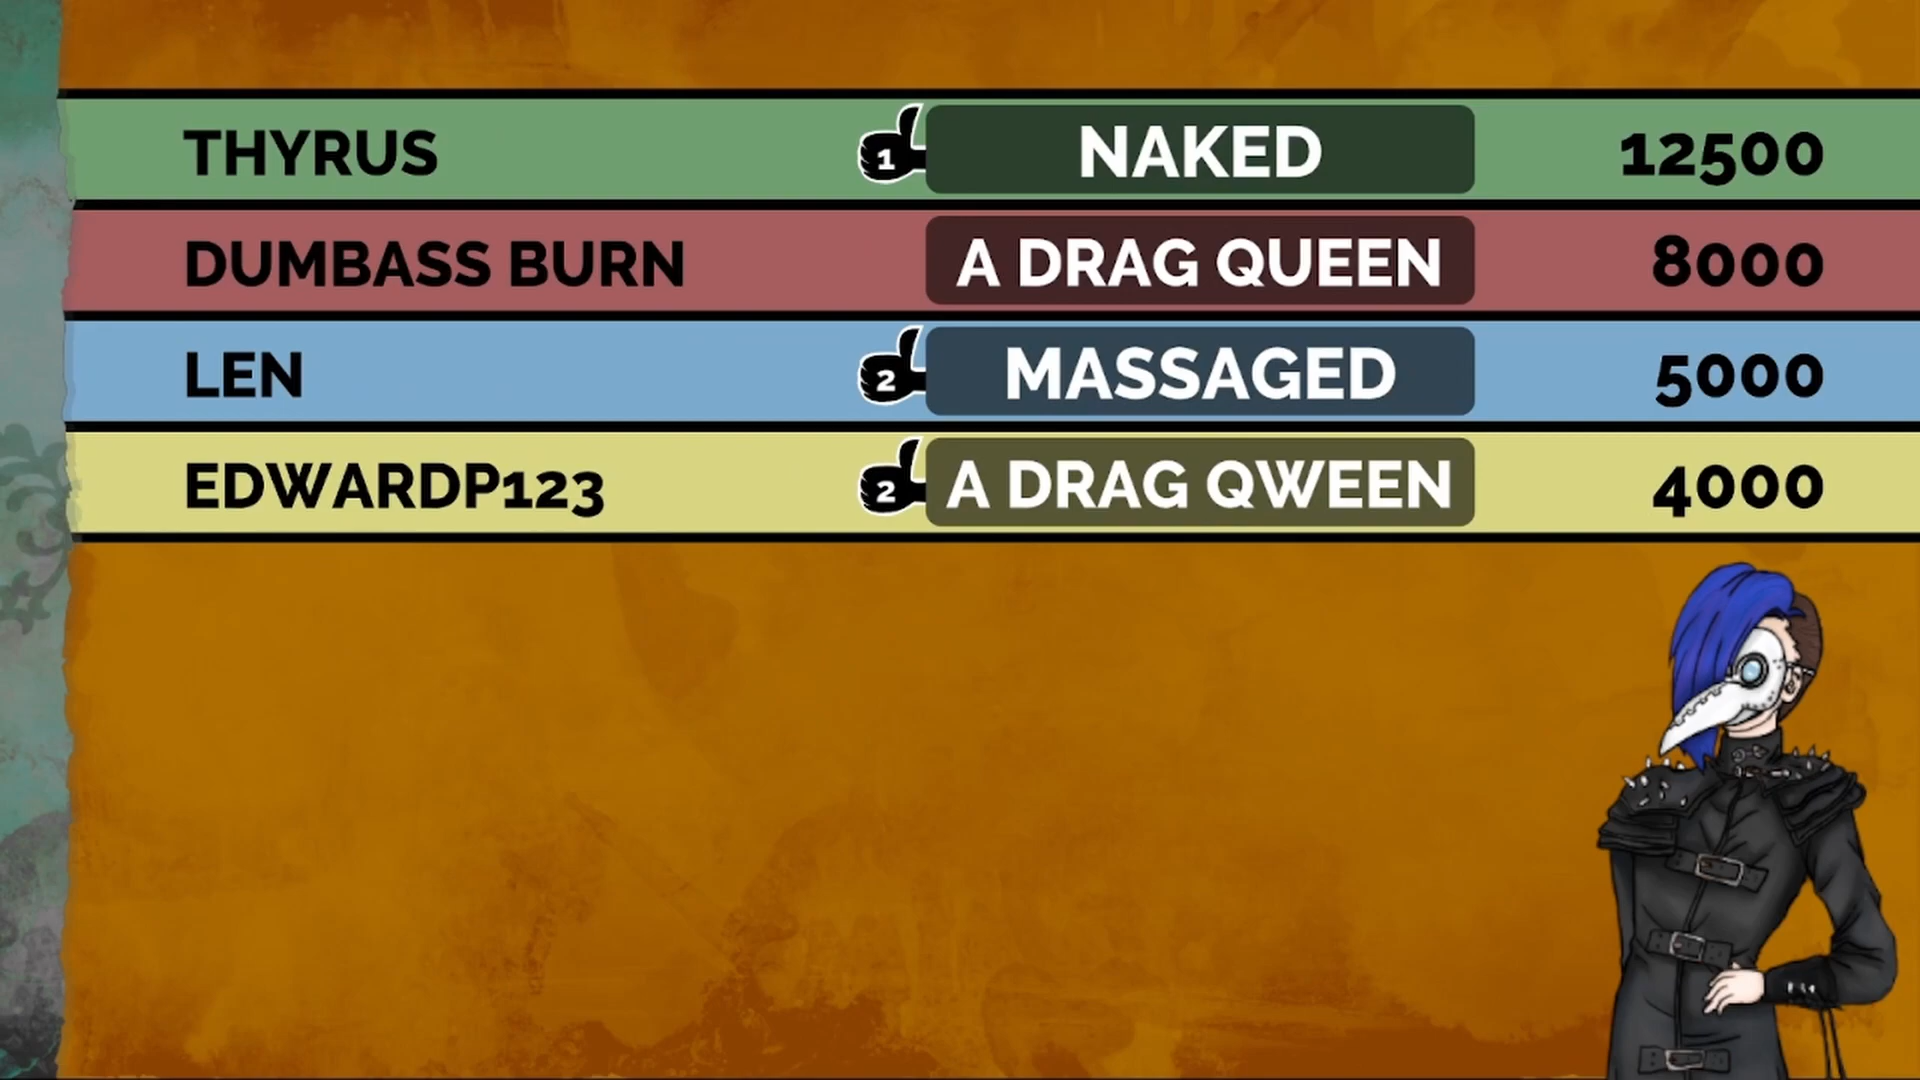 THYRUS 1 NAKED 12500
DUMBASS BURN A DRAG QUEEN 8000
LEN 2 MASSAGED 5000
EDWARDP123 2 A DRAG QWEEN 4000